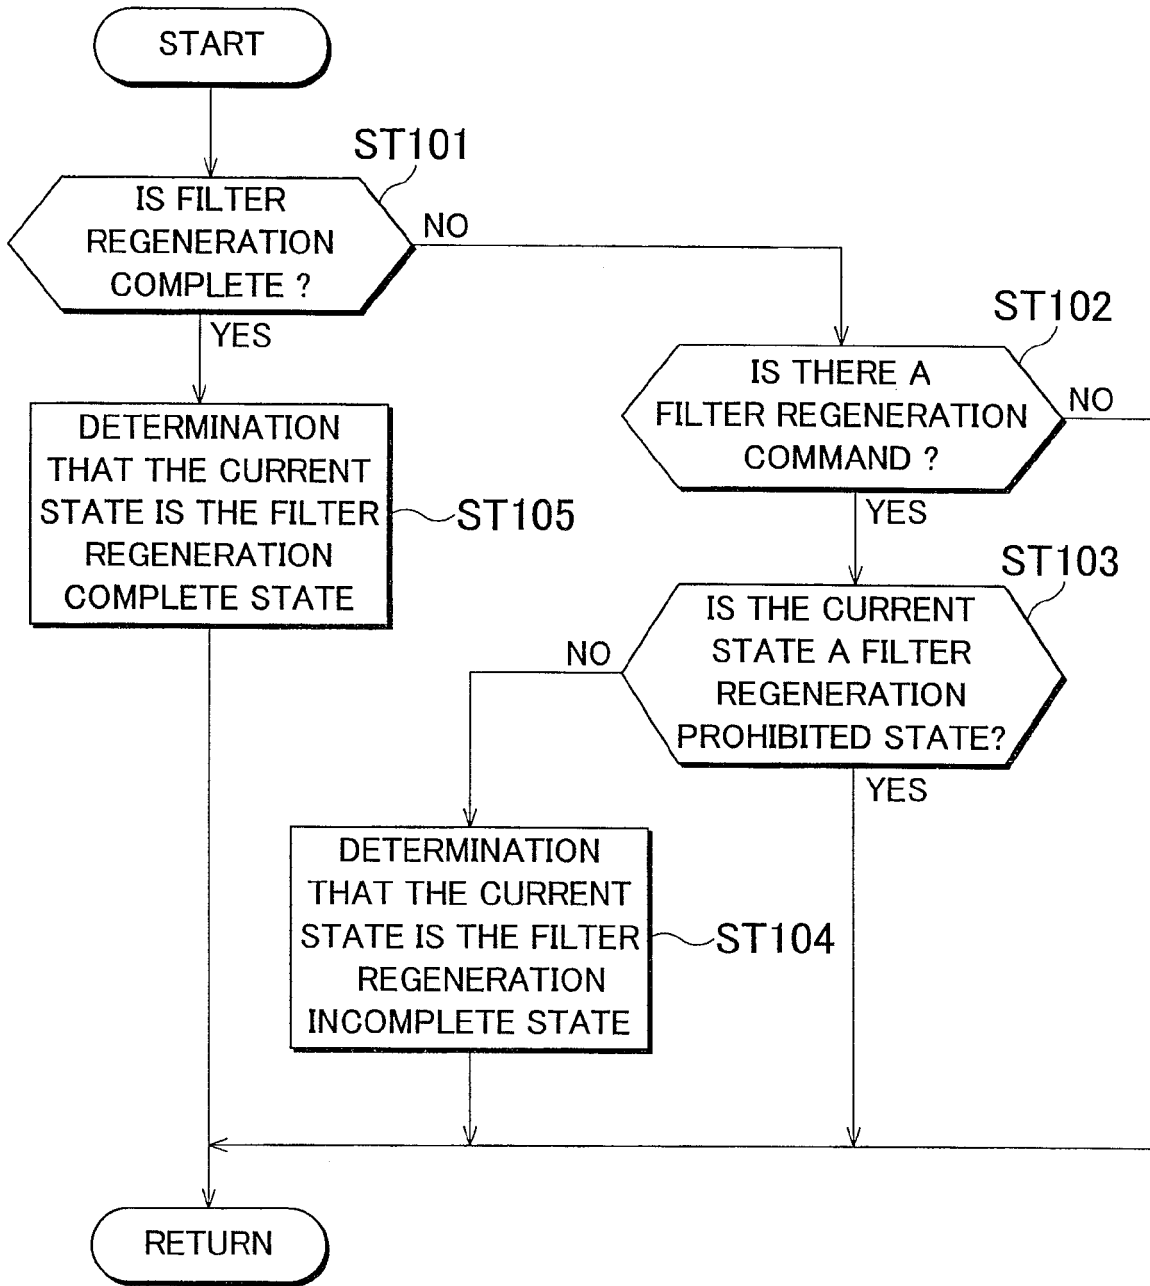 START
ST101
IS FILTER
REGENERATION
COMPLETE ?
NO
YES
ST102
IS THERE A
FILTER REGENERATION
COMMAND ?
NO
YES
DETERMINATION
THAT THE CURRENT
STATE IS THE FILTER
REGENERATION
COMPLETE STATE
ST105
ST103
IS THE CURRENT
STATE A FILTER
REGENERATION
PROHIBITED STATE?
NO
YES
DETERMINATION
THAT THE CURRENT
STATE IS THE FILTER
REGENERATION
INCOMPLETE STATE
ST104
RETURN